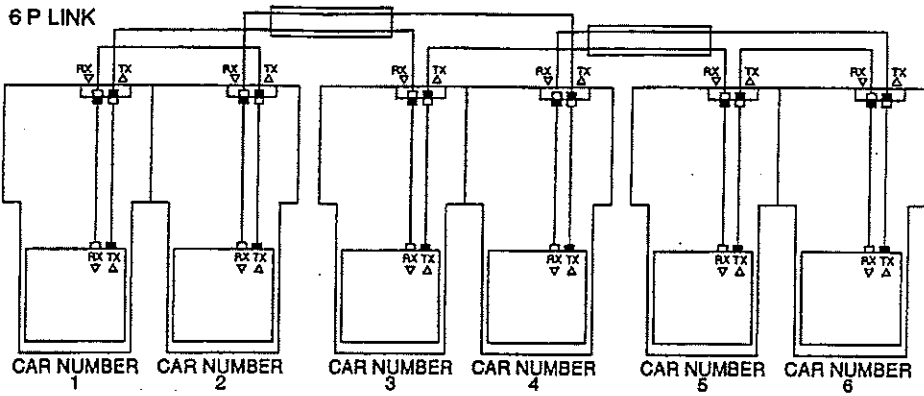 6 P LINK
RX TX RX TX RX TX RX TX RX TX RX TX
RX TX RX TX RX TX RX TX RX TX RX TX
CAR NUMBER CAR NUMBER CAR NUMBER CAR NUMBER CAR NUMBER CAR NUMBER
1 2 3 4 5 6